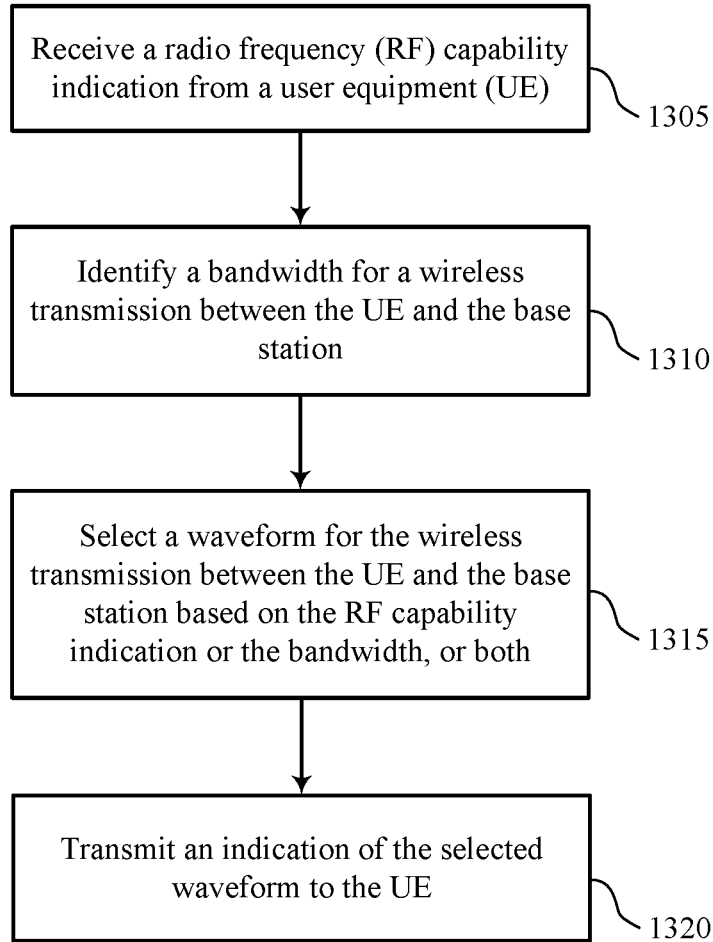 Receive a radio frequency (RF) capability
indication from a user equipment (UE)
1305
Identify a bandwidth for a wireless
transmission between the UE and the base
station
1310
Select a waveform for the wireless
transmission between the UE and the base
station based on the RF capability
indication or the bandwidth, or both
1315
Transmit an indication of the selected
waveform to the UE
1320